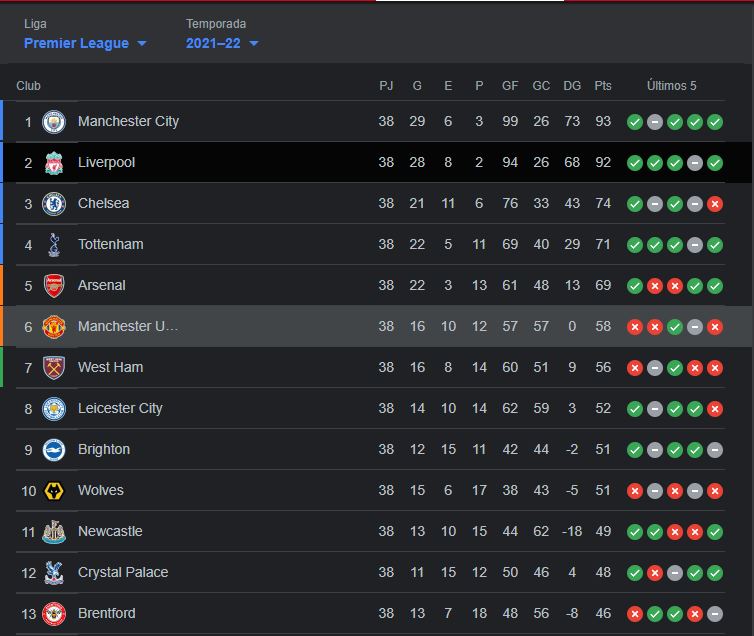 Liga Temporada
Premier League 2021–22
Club PJ G E P GF GC DG Pts Últimos 5
1 Manchester City 38 29 6 3 99 26 73 93
2 Liverpool 38 28 8 2 94 26 68 92
3 Chelsea 38 21 11 6 76 33 43 74
4 Tottenham 38 22 5 11 69 40 29 71
5 Arsenal 38 22 3 13 61 48 13 69
6 Manchester U... 38 16 10 12 57 57 0 58
7 West Ham 38 16 8 14 60 51 9 56
8 Leicester City 38 14 10 14 62 59 3 52
9 Brighton 38 12 15 11 42 44 -2 51
10 Wolves 38 15 6 17 38 43 -5 51
11 Newcastle 38 13 10 15 44 62 -18 49
12 Crystal Palace 38 11 15 12 50 46 4 48
13 Brentford 38 13 7 18 48 56 -8 46